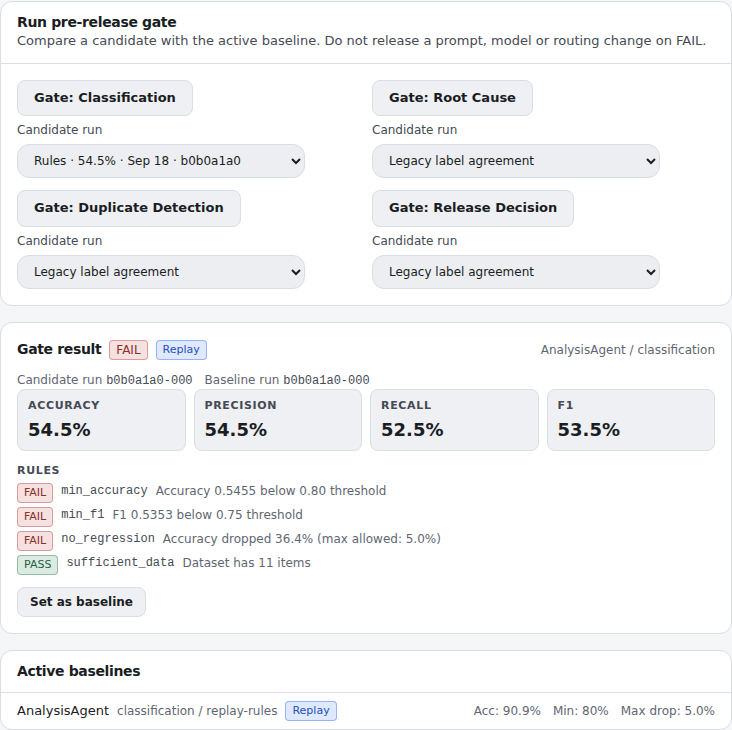 Run pre-release gate
Compare a candidate with the active baseline. Do not release a prompt, model or routing change on FAIL.
Gate: Classification
Candidate run
Rules · 54.5% · Sep 18 · b0b0a1a0
Gate: Root Cause
Candidate run
Legacy label agreement
Gate: Duplicate Detection
Candidate run
Legacy label agreement
Gate: Release Decision
Candidate run
Legacy label agreement
Gate result FAIL Replay AnalysisAgent / classification
Candidate run b0b0a1a0-000 Baseline run b0b0a1a0-000
ACCURACY
54.5%
PRECISION
54.5%
RECALL
52.5%
F1
53.5%
RULES
FAIL min_accuracy Accuracy 0.5455 below 0.80 threshold
FAIL min_f1 F1 0.5353 below 0.75 threshold
FAIL no_regression Accuracy dropped 36.4% (max allowed: 5.0%)
PASS sufficient_data Dataset has 11 items
Set as baseline
Active baselines
AnalysisAgent classification / replay-rules Replay Acc: 90.9% Min: 80% Max drop: 5.0%